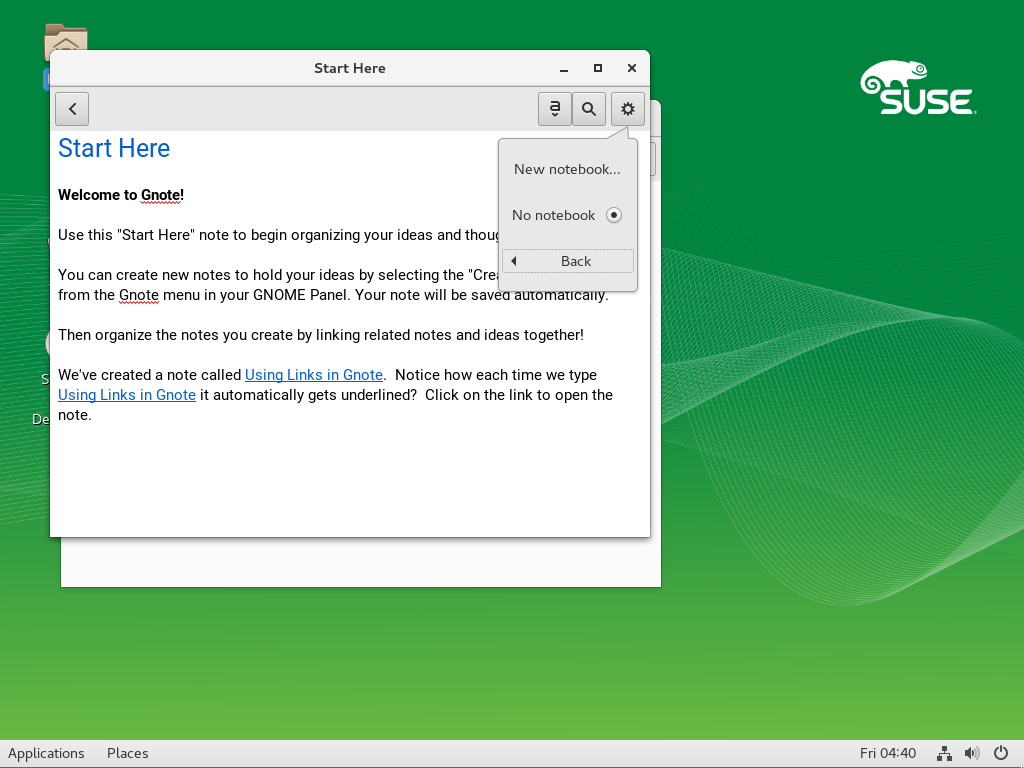 Start Here
Start Here
New notebook...
Welcome to Gnote!
No notebook
Use this "Start Here" note to begin organizing your ideas and
Back
You can create new notes to hold your ideas by selecting the
from the Gnote menu in your GNOME Panel. Your note will be saved automatically.
Then organize the notes you create by linking related notes and ideas together!
We've created a note called Using Links in Gnote. Notice how each time we type
Using Links in Gnote it automatically gets underlined? Click on the link to open the
note.
SUSE
Applications Places Fri 04:40